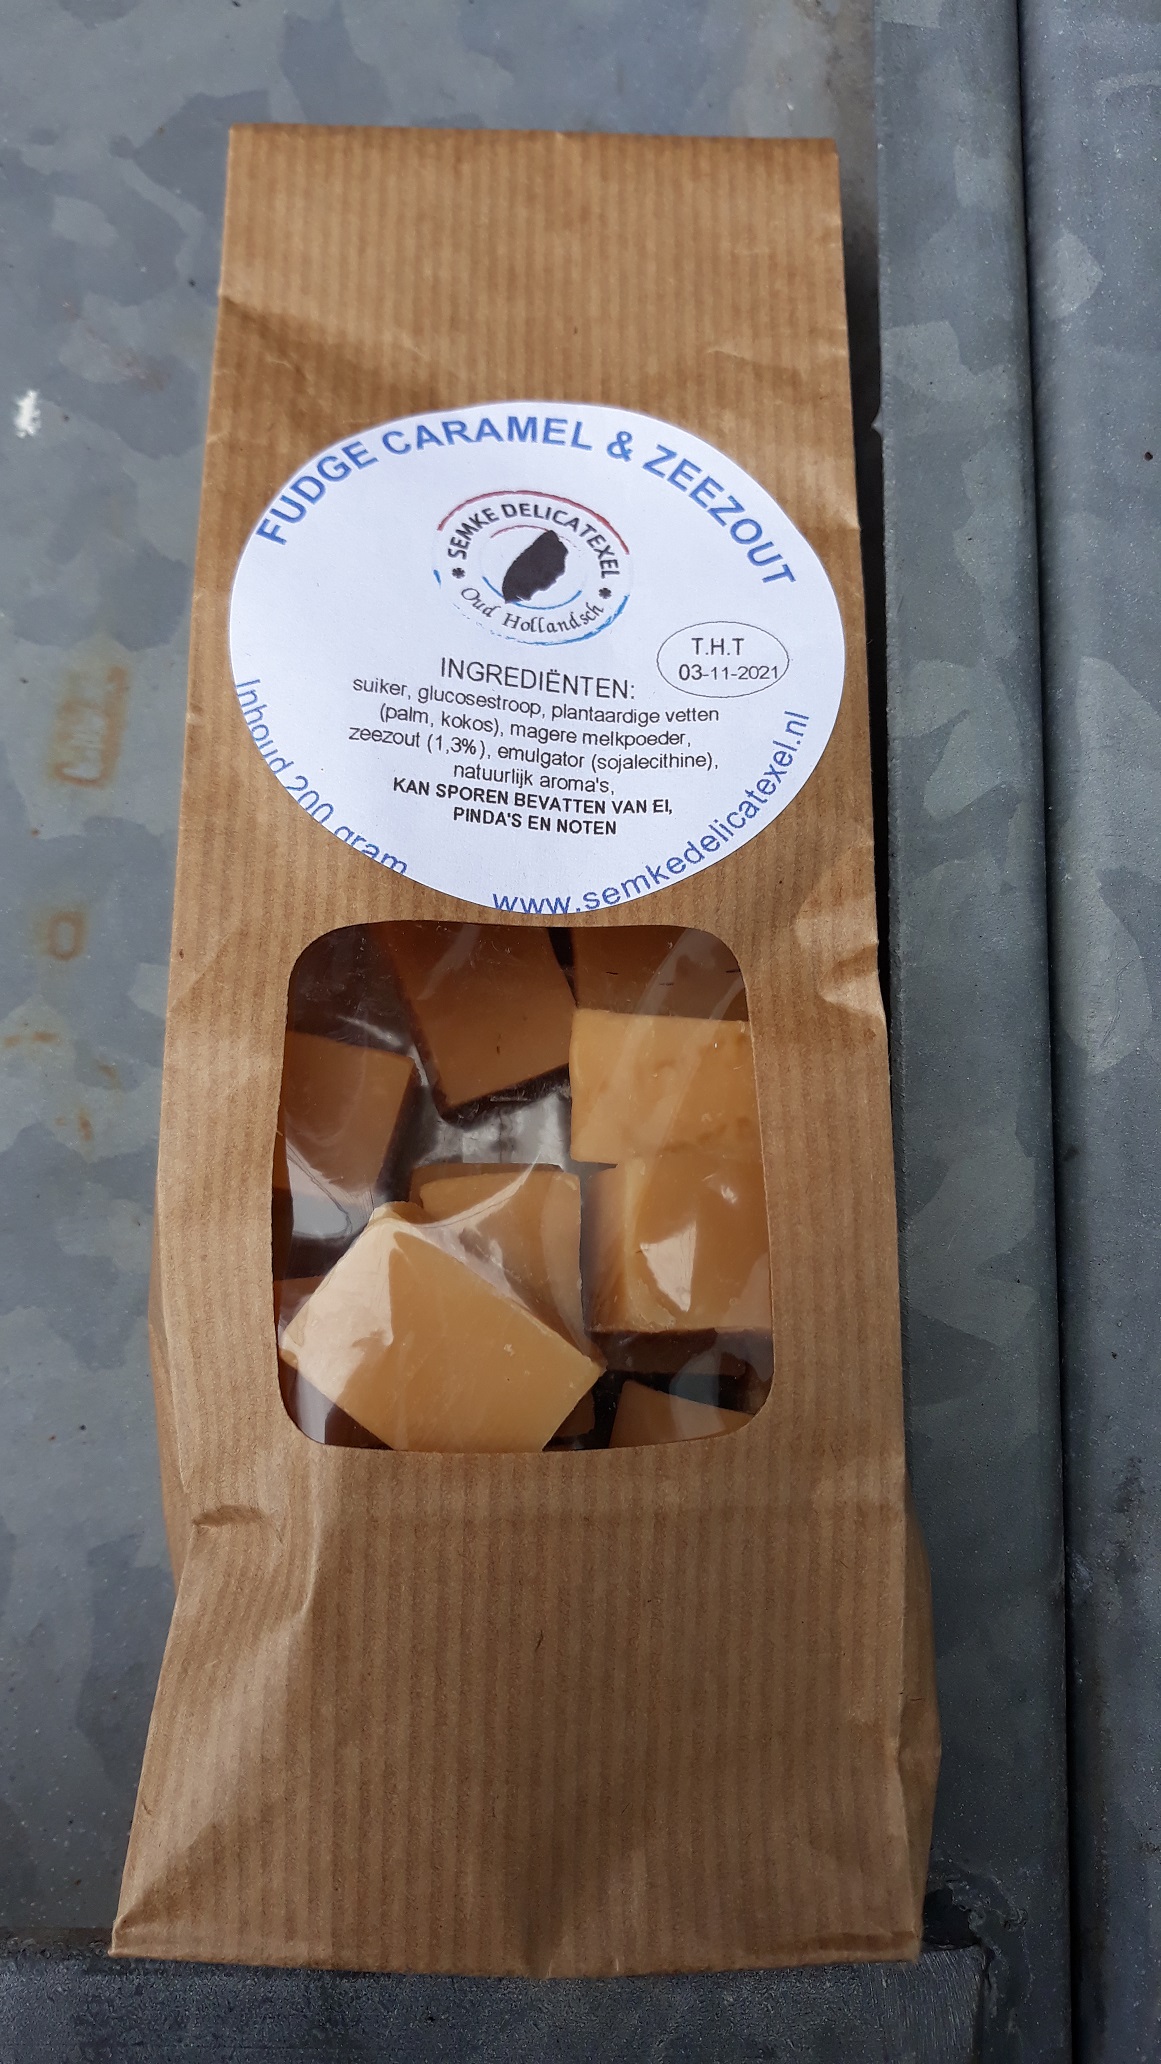 FUDGE CARAMEL & ZEEZOUT
* SEMKE DELICATEXEL *
Oud Hollandsch
T.H.T
03-11-2021
INGREDIËNTEN:
suiker, glucosestroop, plantaardige vetten
(palm, kokos), magere melkpoeder,
zeezout (1,3%), emulgator (sojalecithine),
natuurlijk aroma's,
KAN SPOREN BEVATTEN VAN EI,
PINDA'S EN NOTEN
Inhoud 200 gram
www.semkedelicatexel.nl